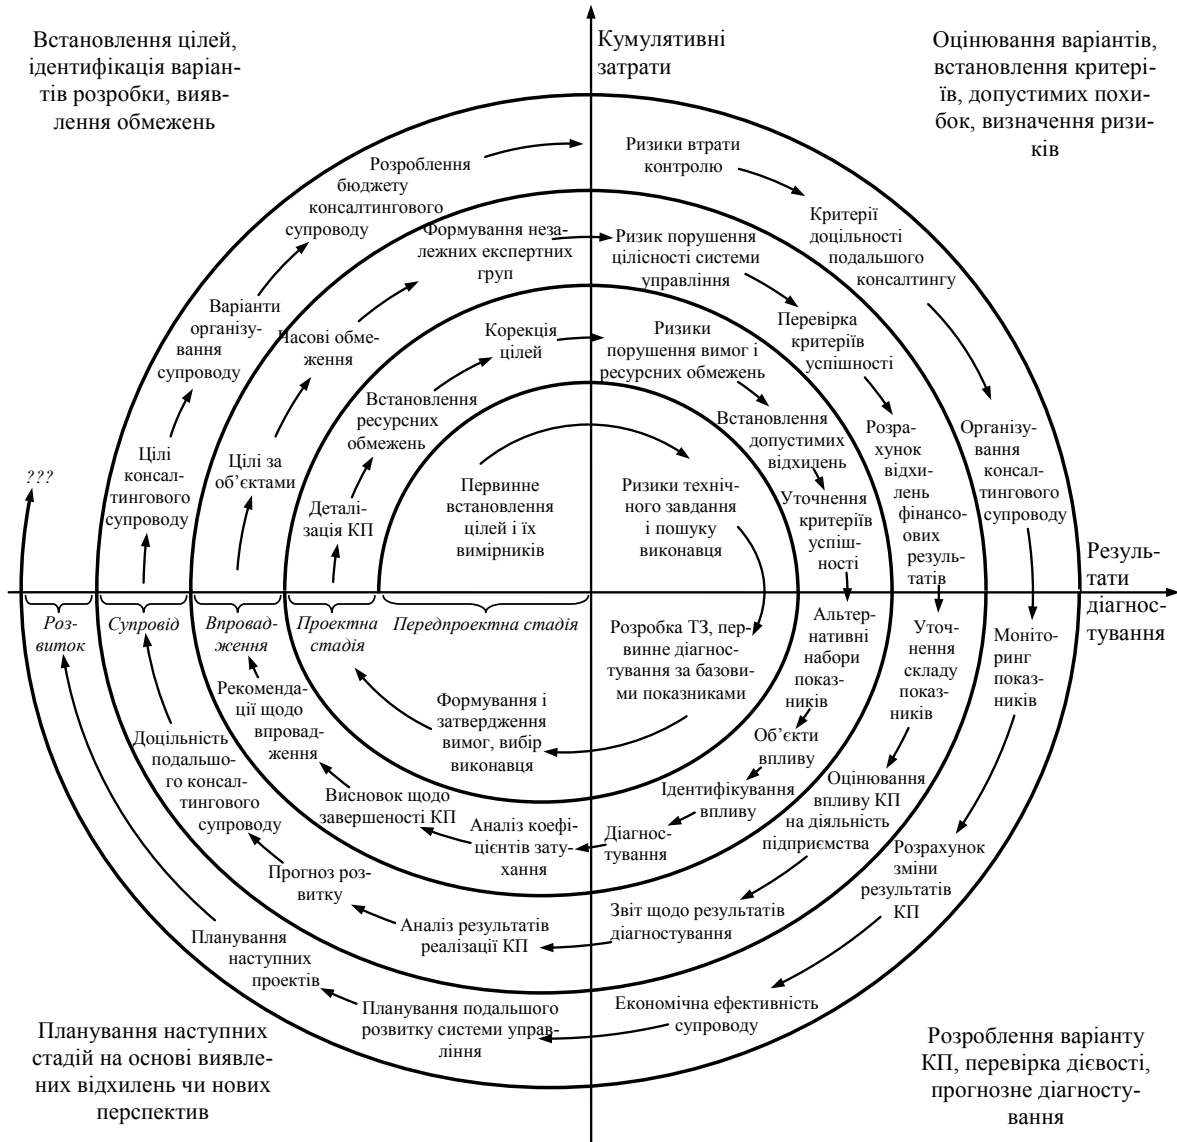 Встановлення цілей,
ідентифікація варіан-
тів розробки, вияв-
лення обмежень
Кумулятивні
затрати
Оцінювання варіантів,
встановлення критері-
їв, допустимих похи-
бок, визначення ризи-
ків
Розроблення
бюджету
консалтингового
супроводу
Ризики втрати
контролю
Критерії
доцільності
подальшого
консалтингу
Формування неза-
лежних експертних
груп
Ризик порушення
цілісності системи
управління
Варіанти
організу-
вання
супроводу
Часові обме-
ження
Корекція
цілей
Ризики
порушення вимог і
ресурсних обмежень
Перевірка
критеріїв
успішності
Встановлення
ресурсних
обмежень
Встановлення
допустимих
відхилень
Розра-
хунок
відхи-
лень
фінансо-
ових
резуль-
татів
Організу-
вання
консал-
тингового
супроводу
???
Цілі
консал-
тингового
супроводу
Цілі за
об’єктами
Деталі-
зація КП
Первинне
встановлення
цілей і їх
вимірників
Ризики техніч-
ного завдання
і пошуку
виконавця
Уточнення
критеріїв
успіш-
ності
Резуль-
тати
діагнос-
тування
Роз-
виток
Супровід
Впровад-
ження
Проектна
стадія
Передпроектна стадія
Розробка ТЗ, пер-
винне діагнос-
тування за базови-
ми показниками
Альтер-
нативні
набори
показ-
ників
Уточ-
нення
складу
показ-
ників
Моніто-
ринг
показ-
ників
Рекоменда-
ції щодо
впровад-
ження
Формування і
затвердження
вимог, вибір
виконавця
Об’єкти
впливу
Доцільність
подальшо-
го консал-
тингового
супроводу
Висновок щодо
завершеності КП
Ідентифікування
впливу
Оцінювання
впливу КП
на діяльність
підприємства
Аналіз коефі-
цієнтів зату-
хання
Діагнос-
тування
Розрахунок
зміни
результатів
КП
Прогноз роз-
витку
Аналіз результатів
реалізації КП
Звіт щодо результатів
діагностування
Планування
наступних
проектів
Планування подальшого
розвитку системи управ-
ління
Економічна ефективність
супроводу
Планування наступних
стадій на основі виявле-
них відхилень чи нових
перспектив
Розроблення варіанту
КП, перевірка дієвості,
прогнозне діагносту-
вання